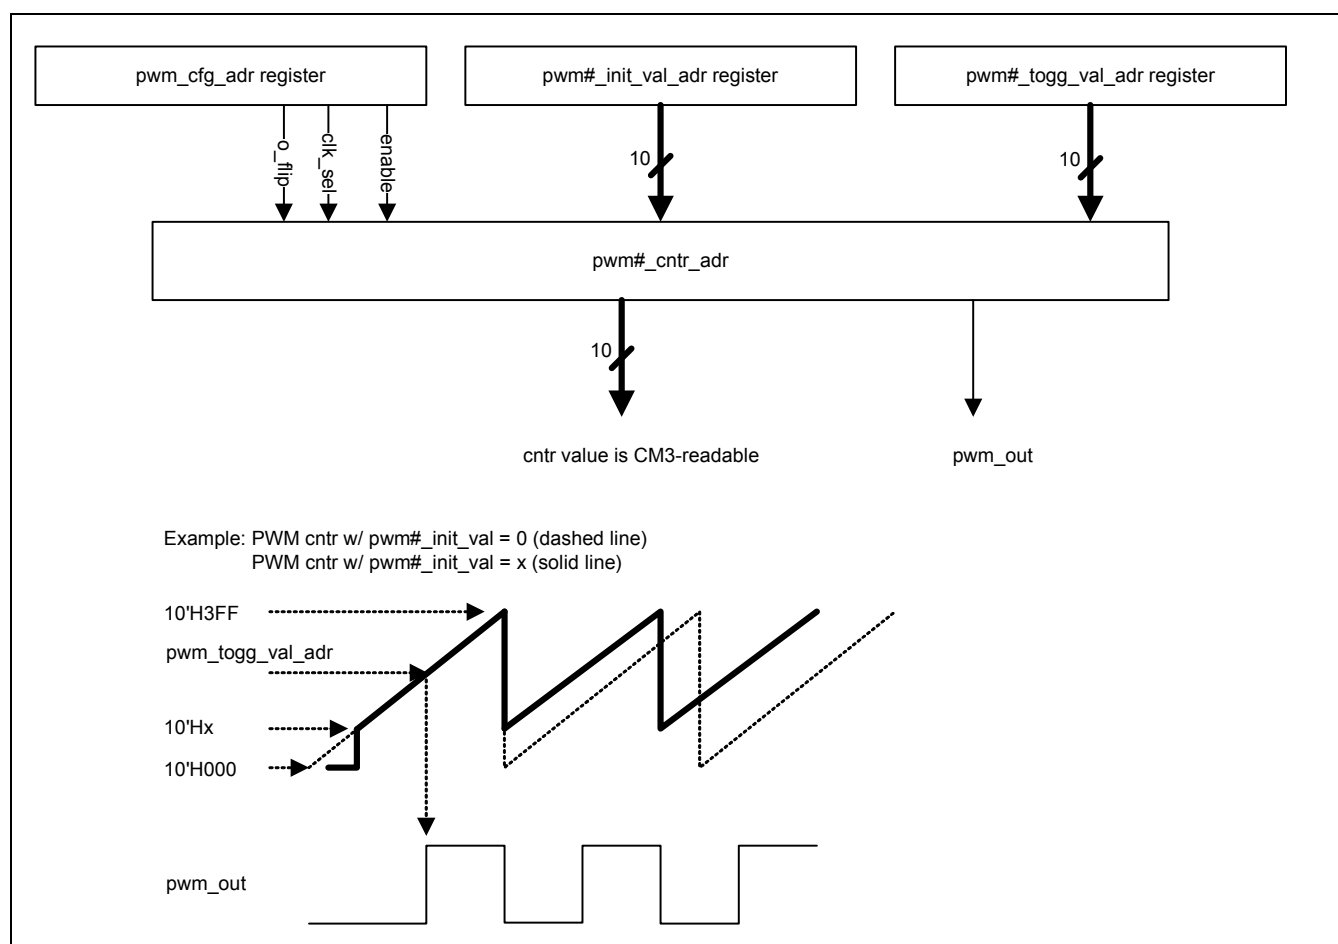 pwm_cfg_adr register
pwm#_init_val_adr register
pwm#_togg_val_adr register
o_flip
clk_sel
enable
10
10
pwm#_cntr_adr
10
cntr value is CM3-readable
pwm_out
Example: PWM cntr w/ pwm#_init_val = 0 (dashed line)
PWM cntr w/ pwm#_init_val = x (solid line)
10'H3FF
pwm_togg_val_adr
10'Hx
10'H000
pwm_out